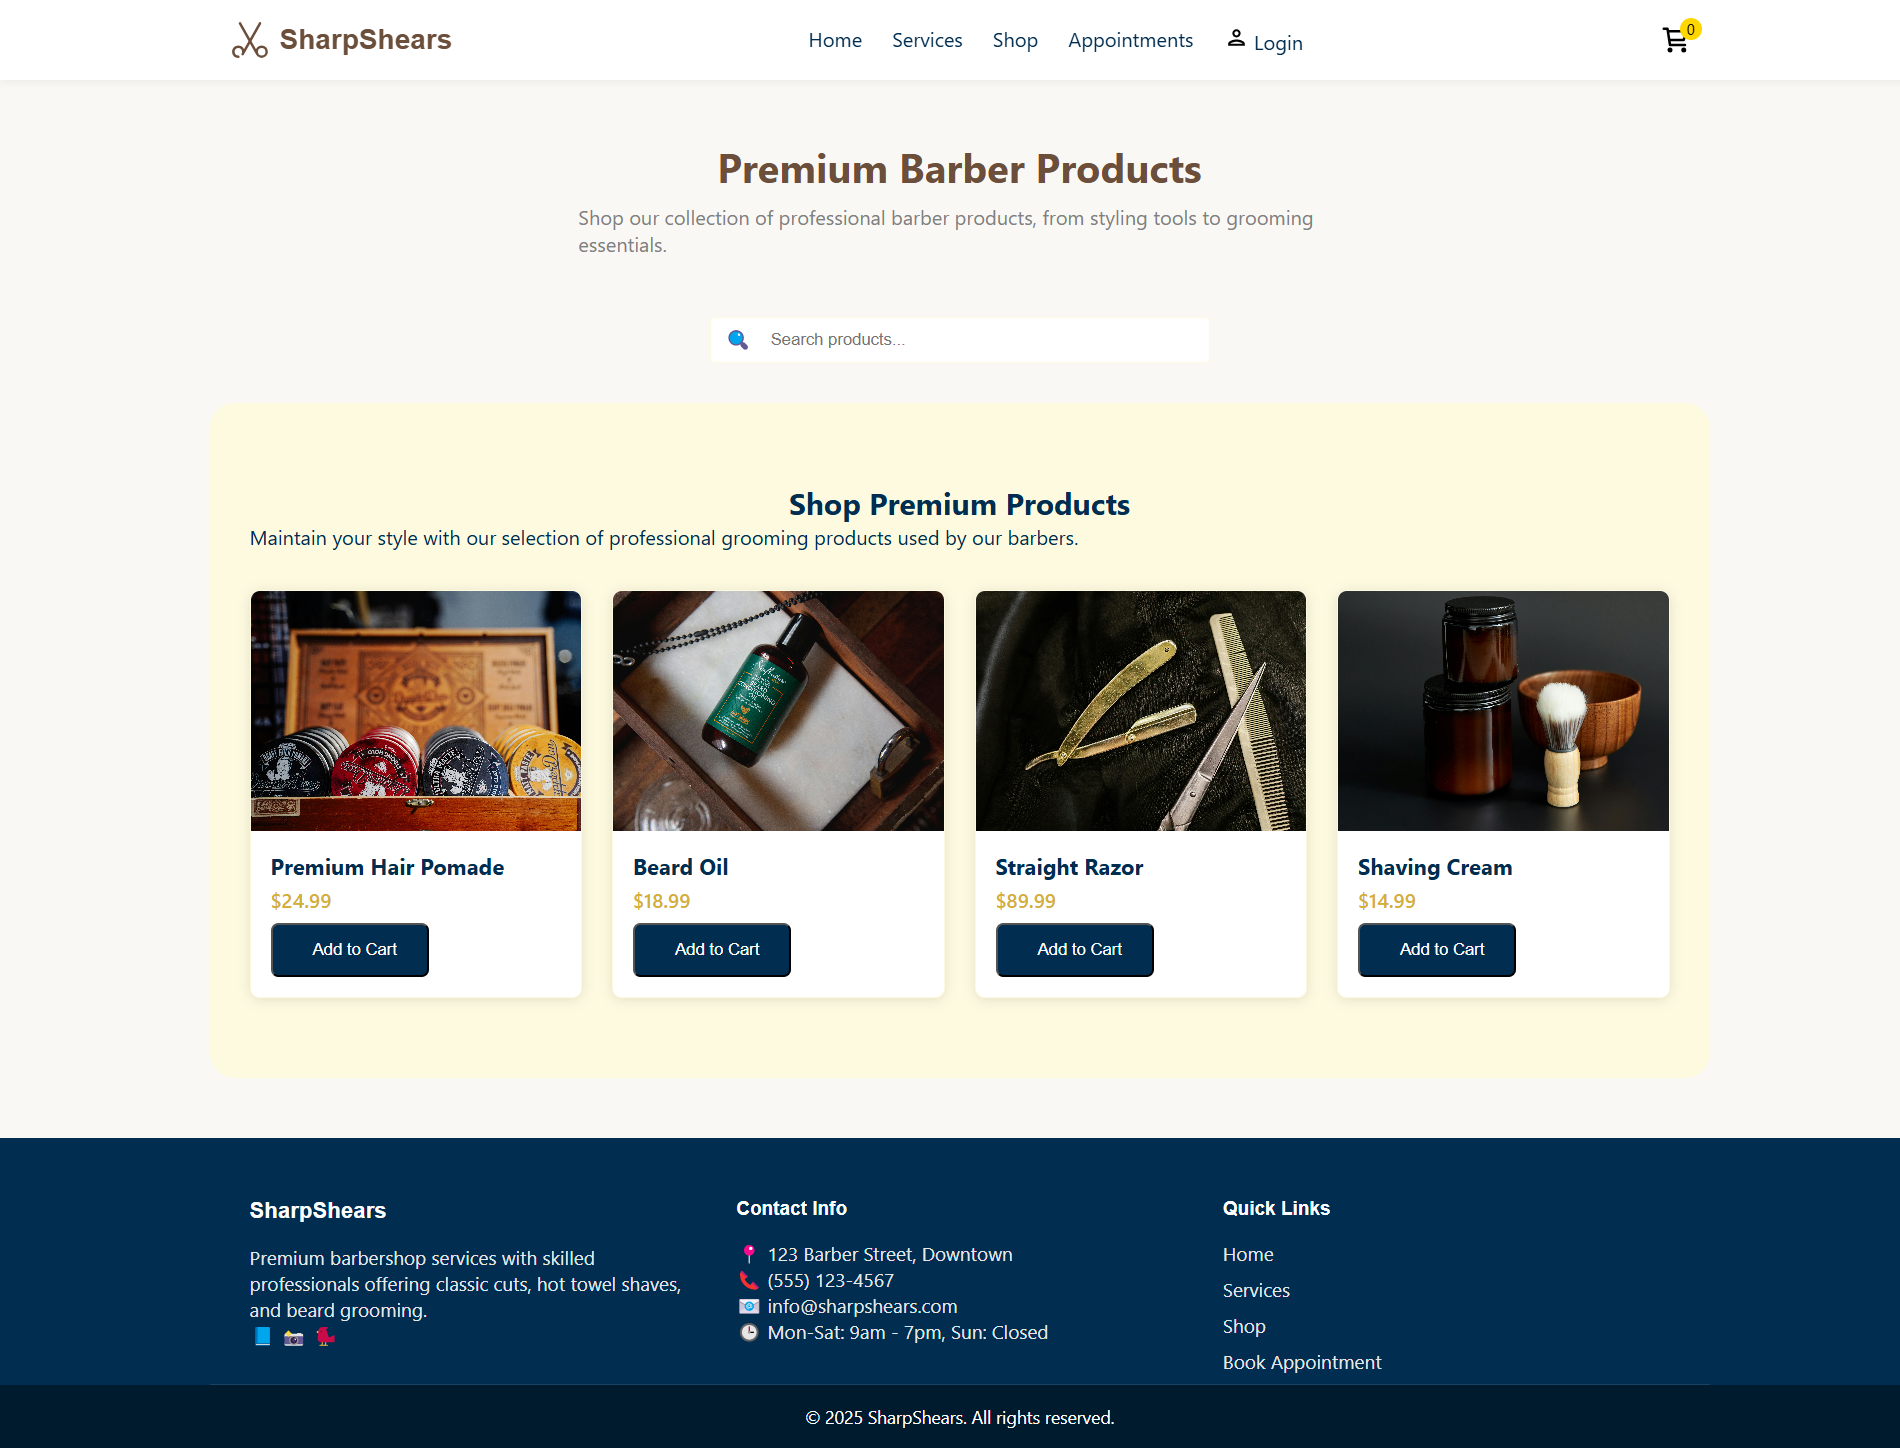 SharpShears
Home Services Shop Appointments Login
0
Premium Barber Products
Shop our collection of professional barber products, from styling tools to grooming
essentials.
Search products...
Shop Premium Products
Maintain your style with our selection of professional grooming products used by our barbers.
Premium Hair Pomade
$24.99
Add to Cart
Beard Oil
$18.99
Add to Cart
Straight Razor
$89.99
Add to Cart
Shaving Cream
$14.99
Add to Cart
SharpShears
Premium barbershop services with skilled
professionals offering classic cuts, hot towel shaves,
and beard grooming.
Contact Info
123 Barber Street, Downtown
(555) 123-4567
info@sharpshears.com
Mon-Sat: 9am - 7pm, Sun: Closed
Quick Links
Home
Services
Shop
Book Appointment
© 2025 SharpShears. All rights reserved.